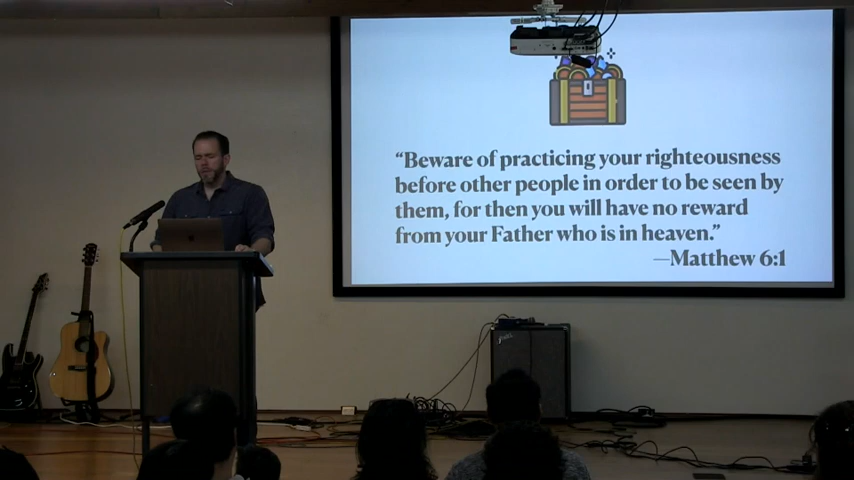 “Beware of practicing your righteousness
before other people in order to be seen by
them, for then you will have no reward
from your Father who is in heaven.”
—Matthew 6:1